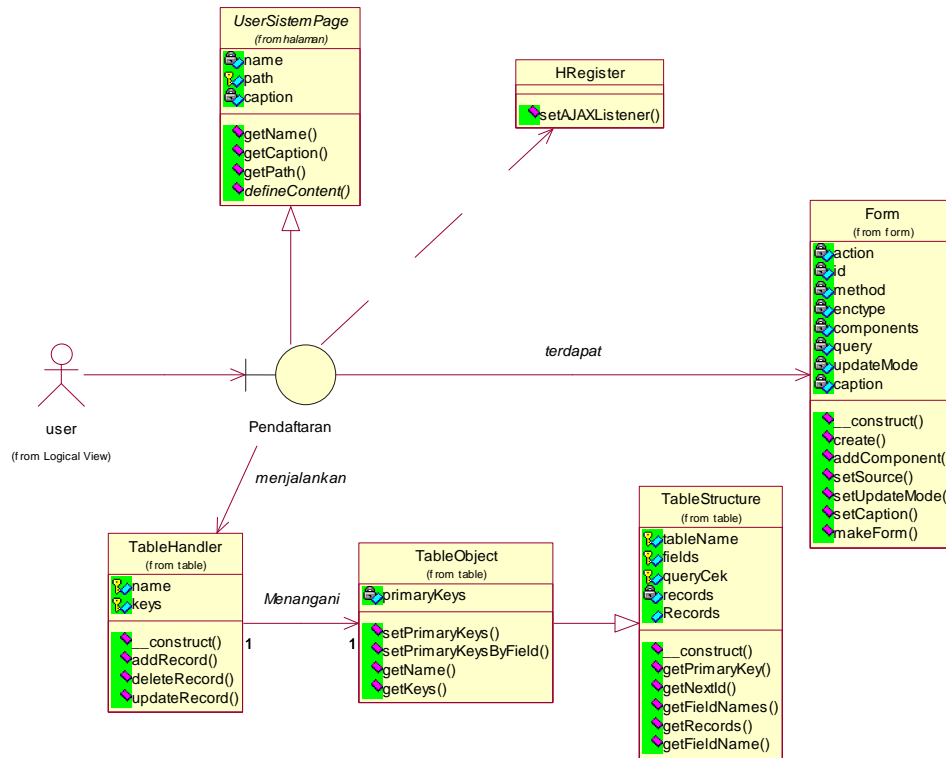 UserSistemPage
(from halaman)
name
path
caption
getName()
getCaption()
getPath()
defineContent()
HRegister
setAJAXListener()
Form
(from form)
action
id
method
enctype
components
query
updateMode
caption
__construct()
create()
addComponent(
setSource()
setUpdateMode(
setCaption()
makeForm()
terdapat
user
(from Logical View)
Pendaftaran
menjalankan
TableHandler
(from table)
name
keys
__construct()
addRecord()
deleteRecord()
updateRecord()
Menangani
1
1
TableObject
(from table)
primaryKeys
setPrimaryKeys()
setPrimaryKeysByField()
getName()
getKeys()
TableStructure
(from table)
tableName
fields
queryCek
records
Records
__construct()
getPrimaryKey()
getNextId()
getFieldNames()
getRecords()
getFieldName()